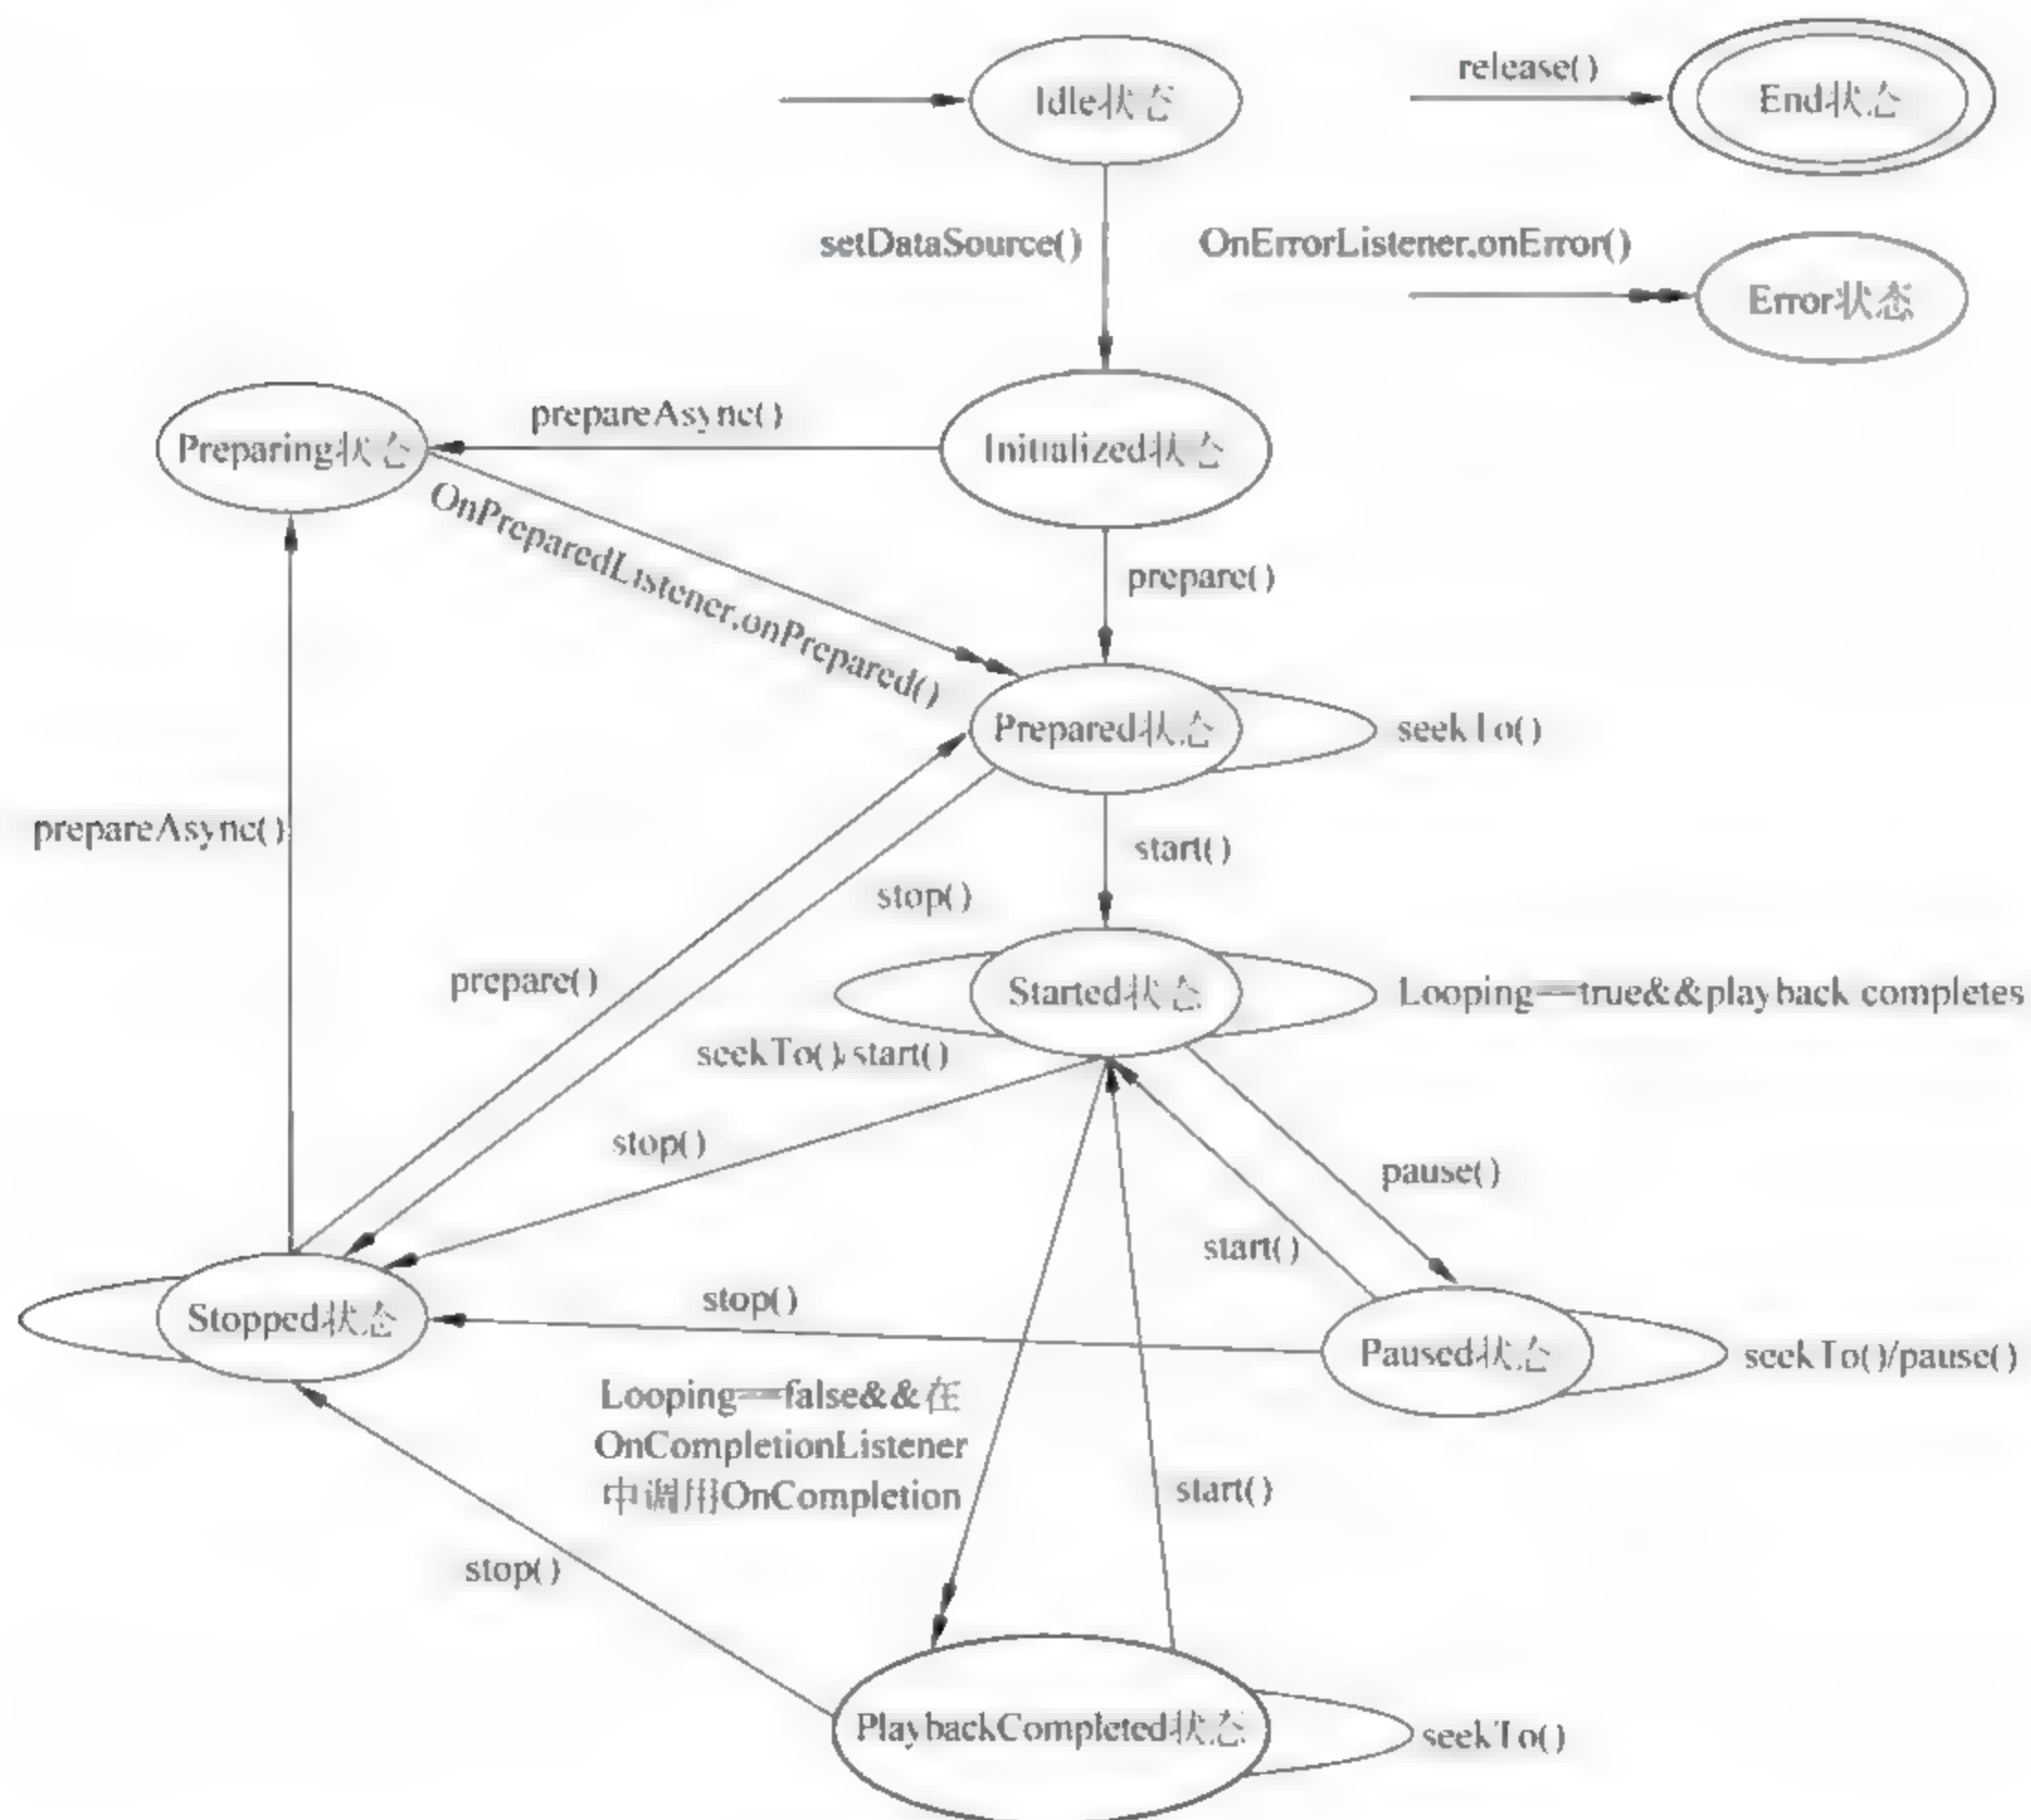 Idle状态
release()
End状态
setDataSource()
OnErrorListener.onError()
Error状态
Preparing状态
prepareAsync()
Initialized状态
OnPreparedListener.onPrepared()
prepare()
Prepared状态
seekTo()
prepareAsync()
start()
stop()
prepare()
Started状态
Looping==true&&playback completes
seekTo()/start()
stop()
pause()
start()
stop()
Stopped状态
Paused状态
seekTo()/pause()
Looping==false&&在
OnCompletionListener
中调用OnCompletion
start()
stop()
PlaybackCompleted状态
seekTo()